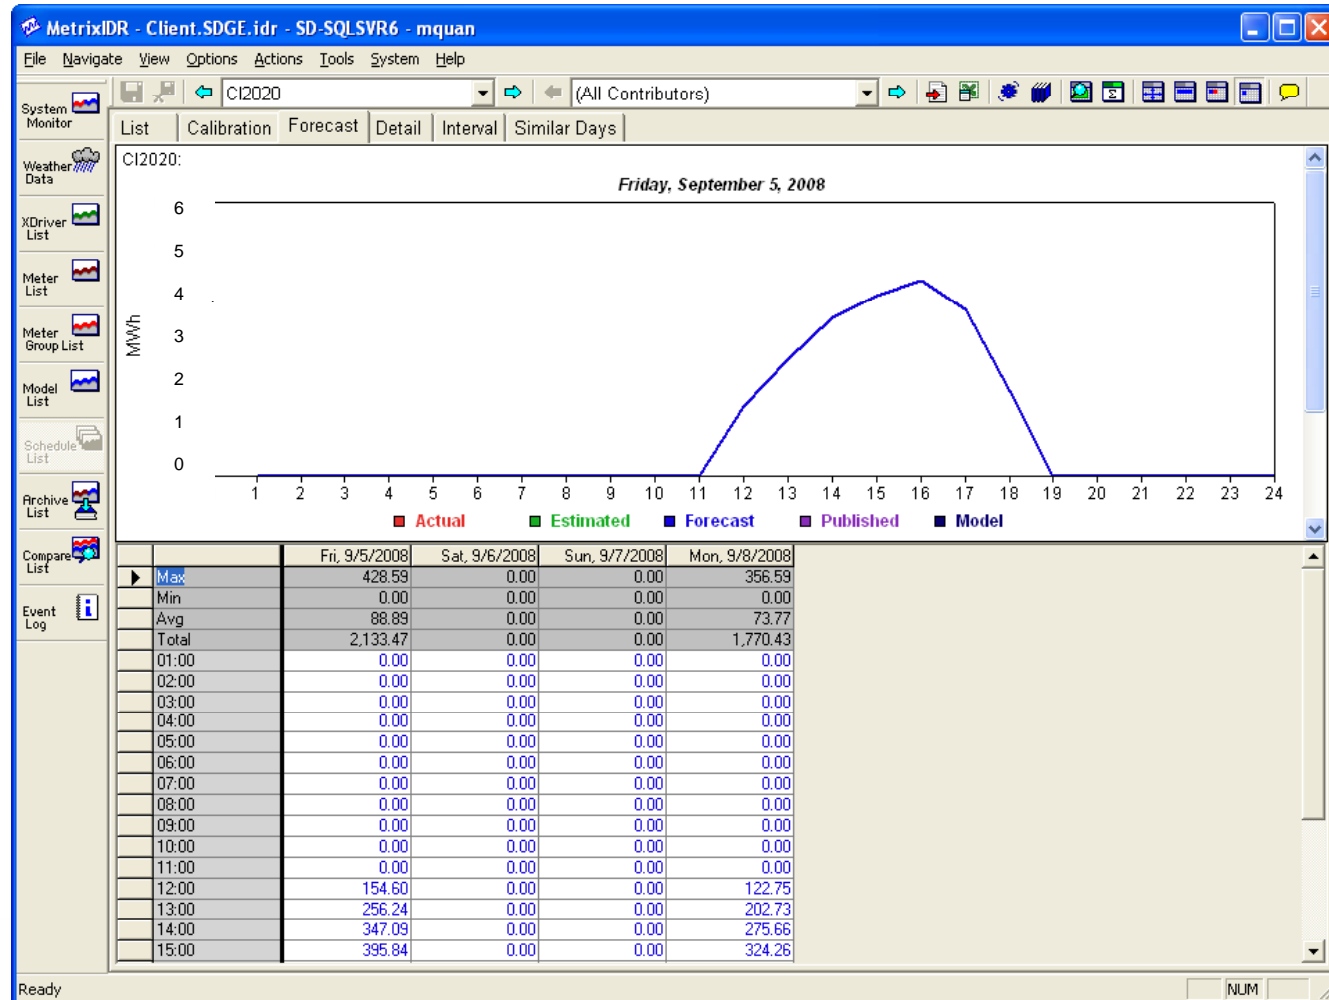 MetrixIDR - Client.SDGE.idr - SD-SQLSVR6 - mquan
File Navigate View Options Actions Tools System Help
CI2020 (All Contributors)
List Calibration Forecast Detail Interval Similar Days
System Monitor
Weather Data
XDriver List
Meter List
Meter Group List
Model List
Schedule List
Archive List
Compare List
Event Log
CI2020:
Friday, September 5, 2008
MWh
6
5
4
3
2
1
0
1 2 3 4 5 6 7 8 9 10 11 12 13 14 15 16 17 18 19 20 21 22 23 24
Actual Estimated Forecast Published Model
Fri, 9/5/2008 Sat, 9/6/2008 Sun, 9/7/2008 Mon, 9/8/2008
Max 428.59 0.00 0.00 356.59
Min 0.00 0.00 0.00 0.00
Avg 88.89 0.00 0.00 73.77
Total 2,133.47 0.00 0.00 1,770.43
01:00 0.00 0.00 0.00 0.00
02:00 0.00 0.00 0.00 0.00
03:00 0.00 0.00 0.00 0.00
04:00 0.00 0.00 0.00 0.00
05:00 0.00 0.00 0.00 0.00
06:00 0.00 0.00 0.00 0.00
07:00 0.00 0.00 0.00 0.00
08:00 0.00 0.00 0.00 0.00
09:00 0.00 0.00 0.00 0.00
10:00 0.00 0.00 0.00 0.00
11:00 0.00 0.00 0.00 0.00
12:00 154.60 0.00 0.00 122.75
13:00 256.24 0.00 0.00 202.73
14:00 347.09 0.00 0.00 275.66
15:00 395.84 0.00 0.00 324.26
Ready NUM